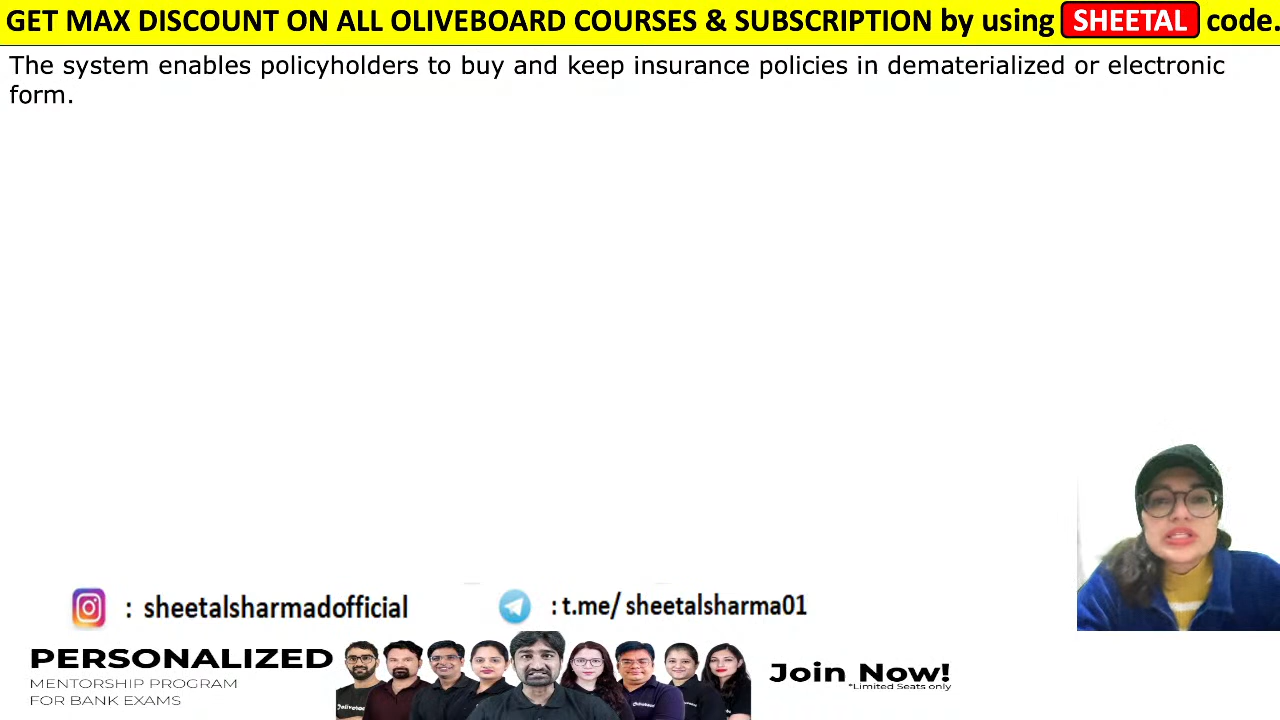 GET MAX DISCOUNT ON ALL OLIVEBOARD COURSES & SUBSCRIPTION by using SHEETAL code.
The system enables policyholders to buy and keep insurance policies in dematerialized or electronic
form.
: sheetalsharmadofficial : t.me/ sheetalsharma01
PERSONALIZED
MENTORSHIP PROGRAM
FOR BANK EXAMS
Join Now!
*Limited Seats only